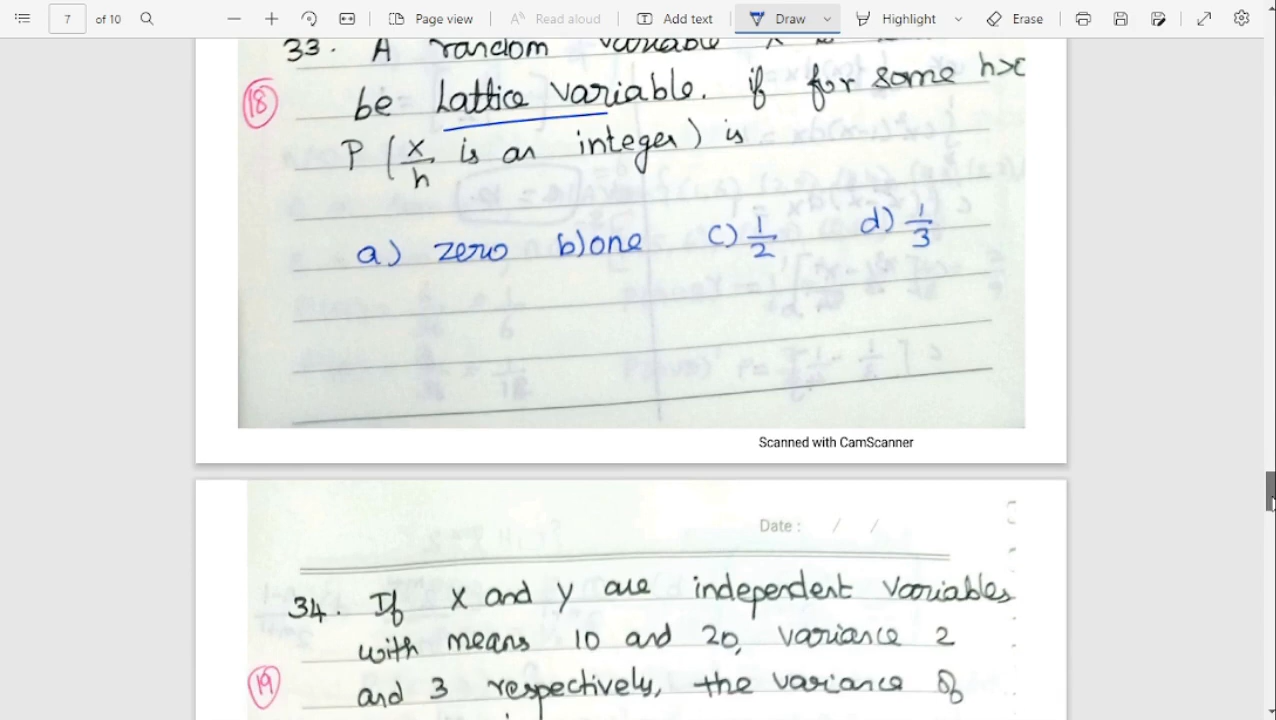 7 of 10 Page view Read aloud Add text Draw Highlight Erase
33. A random variable X is
18 be Lattice variable. if for some h>c
P (x/h is an integer) is
a) zero b) one c) 1/2 d) 1/3
Scanned with CamScanner
Date : / /
34. If X and y are independent variables
with means 10 and 20, variance 2
19 and 3 respectively, the variance of